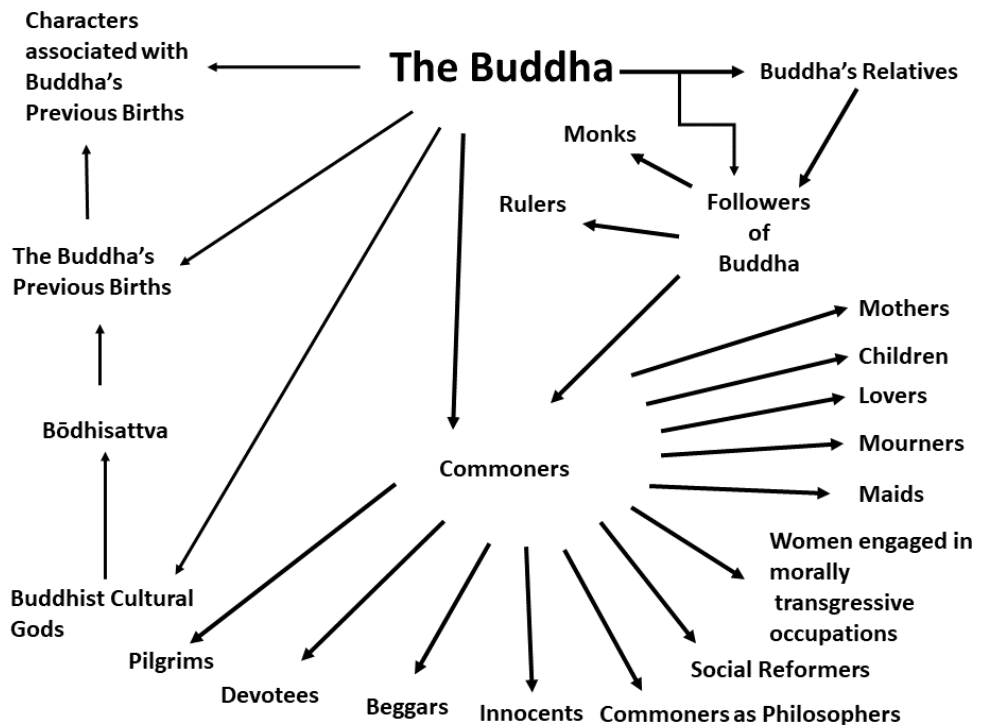 Characters
associated with
Buddha's
Previous Births
The Buddha
Buddha's Relatives
Monks
Rulers
Followers
of
Buddha
The Buddha's
Previous Births
Mothers
Children
Lovers
Bōdhisattva
Mourners
Commoners
Maids
Women engaged in
morally
transgressive
occupations
Buddhist Cultural
Gods
Pilgrims
Social Reformers
Devotees
Beggars
Innocents
Commoners as Philosophers